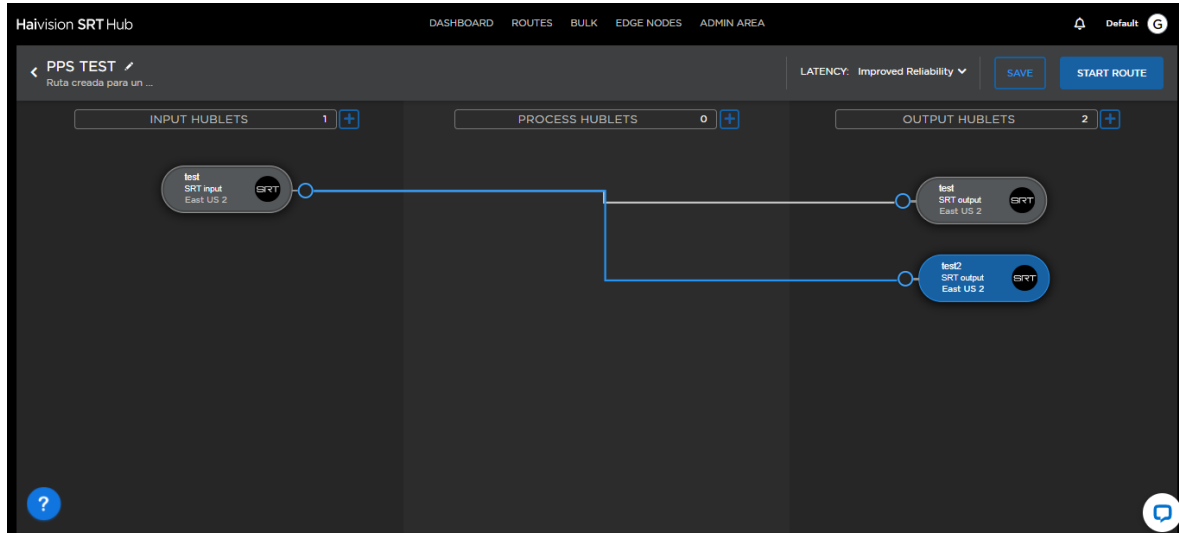 Haivision SRT Hub DASHBOARD ROUTES BULK EDGE NODES ADMIN AREA Default G
PPS TEST
Ruta creada para un ...
LATENCY: Improved Reliability SAVE START ROUTE
INPUT HUBLETS 1 + PROCESS HUBLETS 0 + OUTPUT HUBLETS 2 +
test
SRT input
East US 2
SRT
test
SRT output
East US 2
SRT
test2
SRT output
East US 2
SRT
?